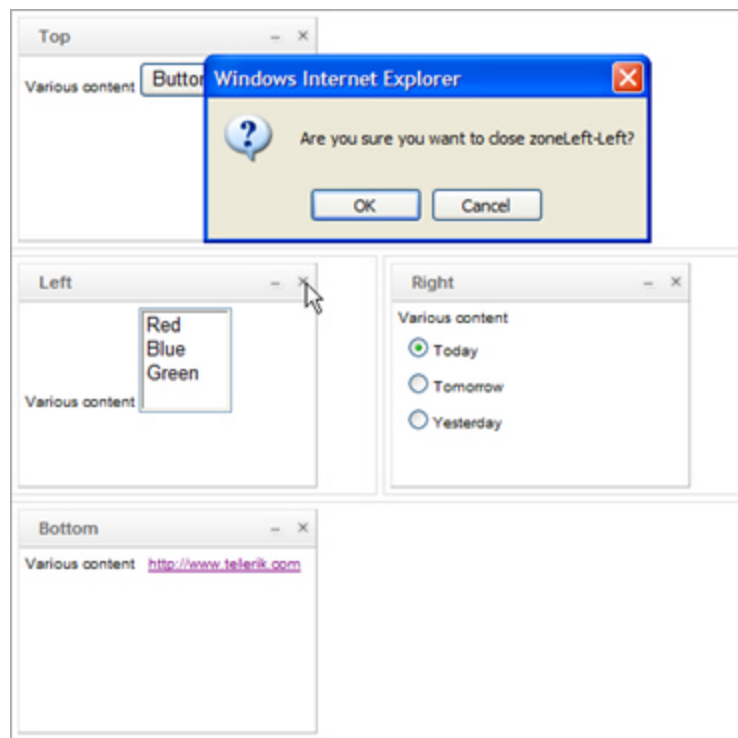 Top
Various content Button
Windows Internet Explorer
Are you sure you want to close zoneLeft-Left?
OK Cancel
Left
Red
Blue
Green
Various content
Right
Various content
Today
Tomorrow
Yesterday
Bottom
Various content http://www.telerik.com